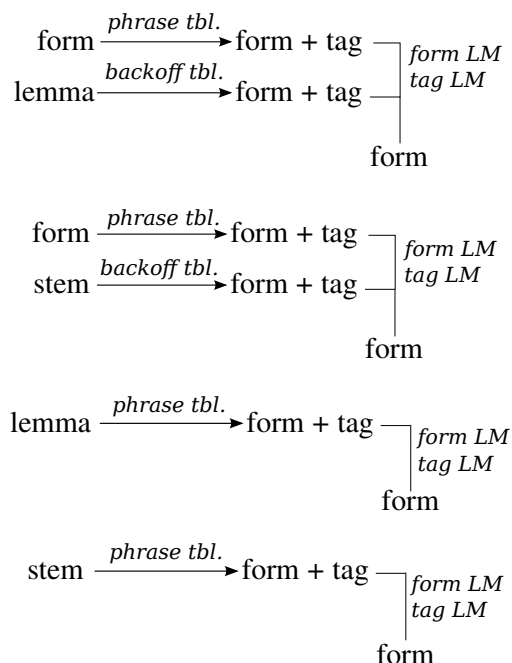 phrase tbl.
form form + tag
form LM
backoff tbl.
tag LM
lemma form + tag
form
phrase tbl.
form form + tag
form LM
backoff tbl.
tag LM
stem form + tag
form
phrase tbl.
lemma form + tag
form LM
tag LM
form
phrase tbl.
stem form + tag
form LM
tag LM
form